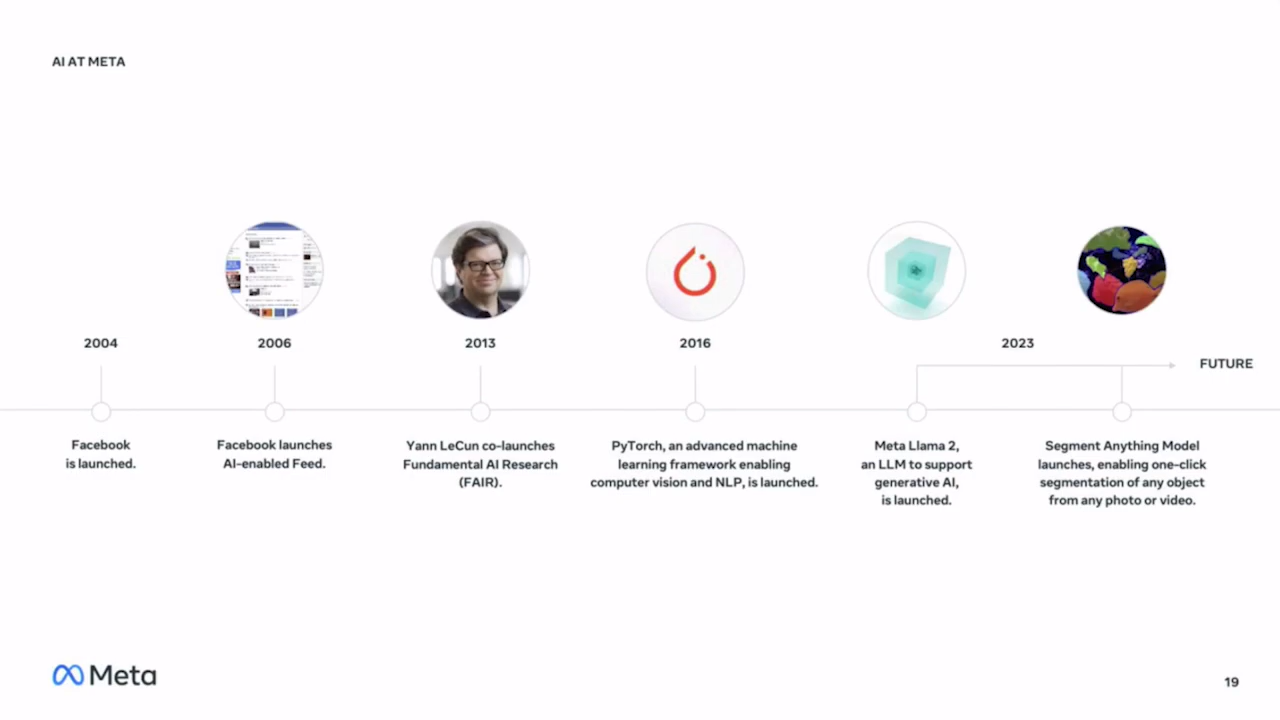 AI AT META
2004
2006
2013
2016
2023
FUTURE
Facebook
is launched.
Facebook launches
AI-enabled Feed.
Yann LeCun co-launches
Fundamental AI Research
(FAIR).
PyTorch, an advanced machine
learning framework enabling
computer vision and NLP, is launched.
Meta Llama 2,
an LLM to support
generative AI,
is launched.
Segment Anything Model
launches, enabling one-click
segmentation of any object
from any photo or video.
Meta
19